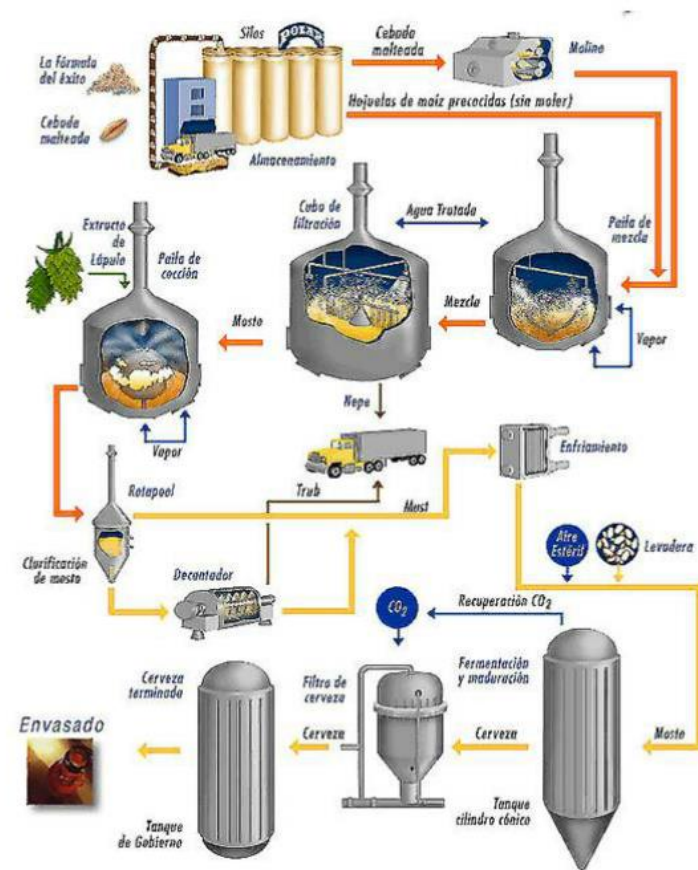 Silos
POLAR
Cebada
malteada
Molino
La Fórmula
del éxito
Hojuelas de maíz precocidas (sin moler)
Cebada
malteada
Almacenamiento
Extracto
de
Lúpulo
Paila de
cocción
Cuba de
filtración
Agua Tratada
Paila de
mezcla
Mosto
Mezcla
Vapor
Nepe
Vapor
Enfriamiento
Rotapool
Trub
Most
Clarificación
de mosto
Decantador
Aire
Estéril
Levadura
CO2
Recuperación CO2
Cerveza
terminada
Filtro de
cerveza
Fermentación
y maduración
Envasado
Cerveza
Cerveza
Mosto
Tanque
de Gobierno
Tanque
cilindro cónico